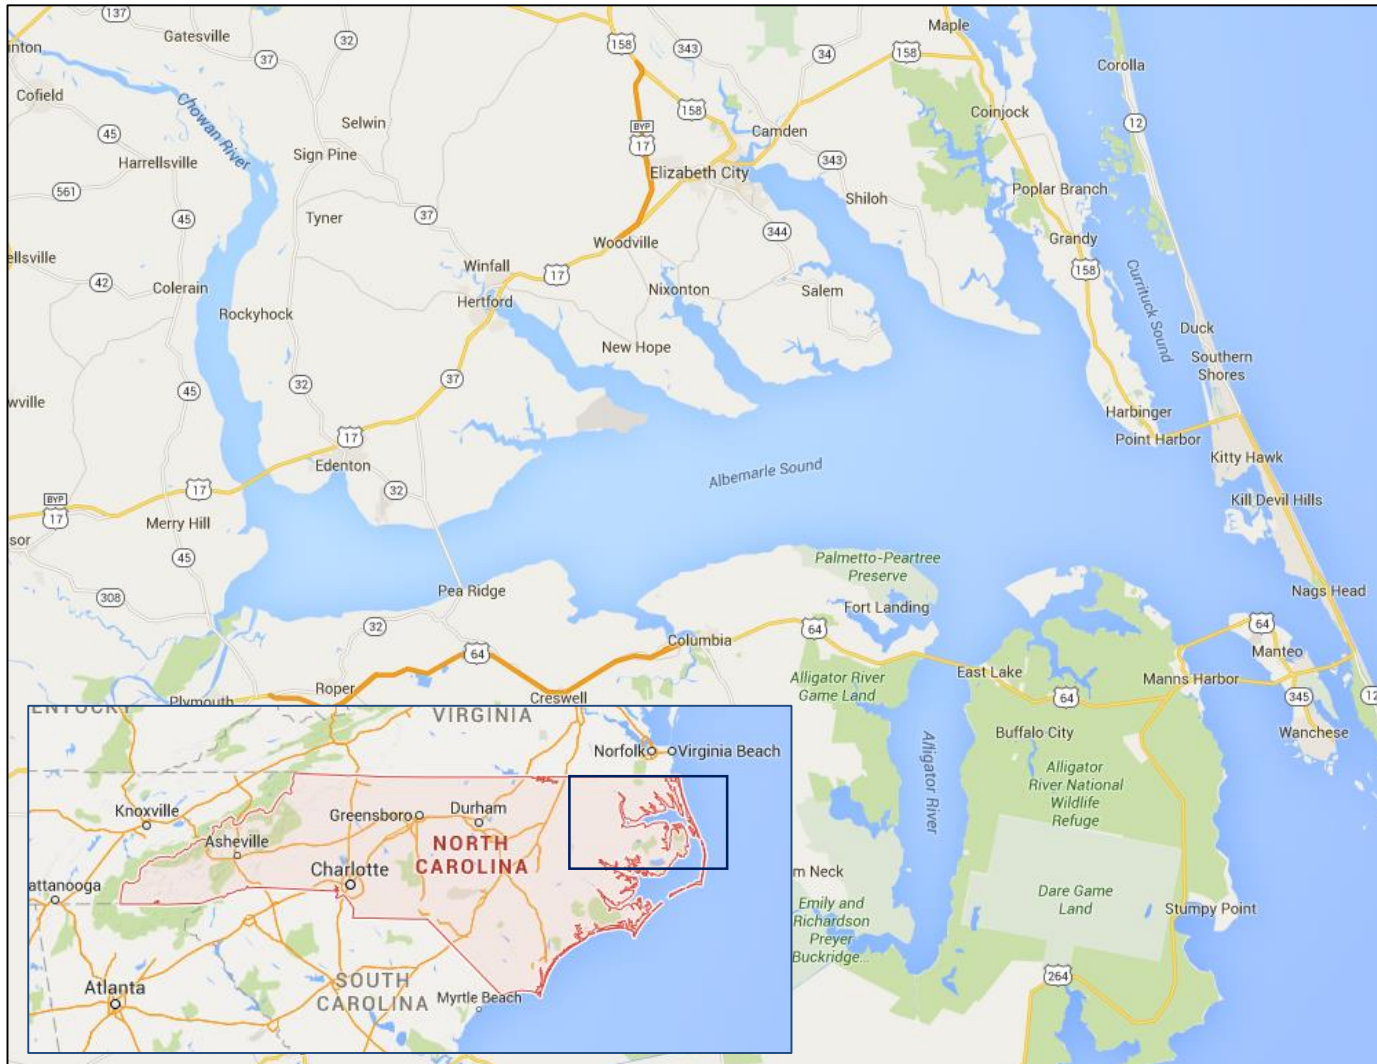 137
Gatesville
32
37
inton
Cofield
Chowan River
45
Selwin
Harrellsville
Sign Pine
561
45
Tyner
37
ellsville
42
Colerain
Rockyhock
Winfall
Hertford
17
Woodville
Nixonton
New Hope
158
343
34
158
Maple
Corolla
12
158
BYP
17
Camden
Coinjock
Elizabeth City
343
Shiloh
Poplar Branch
344
Grandy
158
Salem
Currituck Sound
Duck
Southern
Shores
45
32
37
wville
17
Edenton
32
Harbinger
Point Harbor
Kitty Hawk
Albemarle Sound
BYP
17
17
Merry Hill
Kill Devil Hills
sor
45
308
Pea Ridge
Palmetto-Peartree
Preserve
Nags Head
Fort Landing
32
64
Columbia
64
64
Manteo
Alligator River
Game Land
East Lake
Manns Harbor
64
345
12
Plymouth
Roper
Creswell
Buffalo City
Wanchese
Alligator River
Alligator
River National
Wildlife
Refuge
m Neck
Dare Game
Land
Stumpy Point
Emily and
Richardson
Preyer
Buckridge...
264
ENTUCKY
VIRGINIA
Norfolk
Virginia Beach
Knoxville
Greensboro
Durham
Asheville
NORTH
CAROLINA
Charlotte
attanooga
SOUTH
CAROLINA
Myrtle Beach
Atlanta